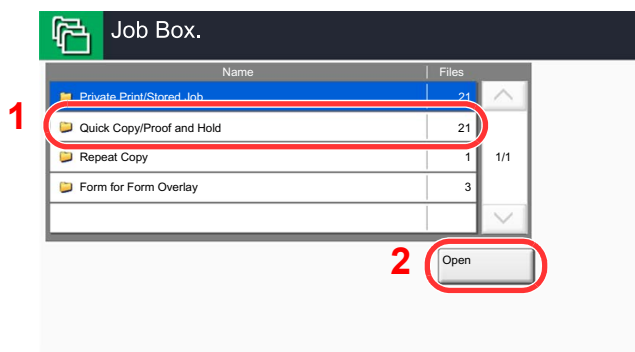 Job Box.
Name Files
Private Print/Stored Job 21
1
Quick Copy/Proof and Hold 21
Repeat Copy 1 1/1
Form for Form Overlay 3
2 Open